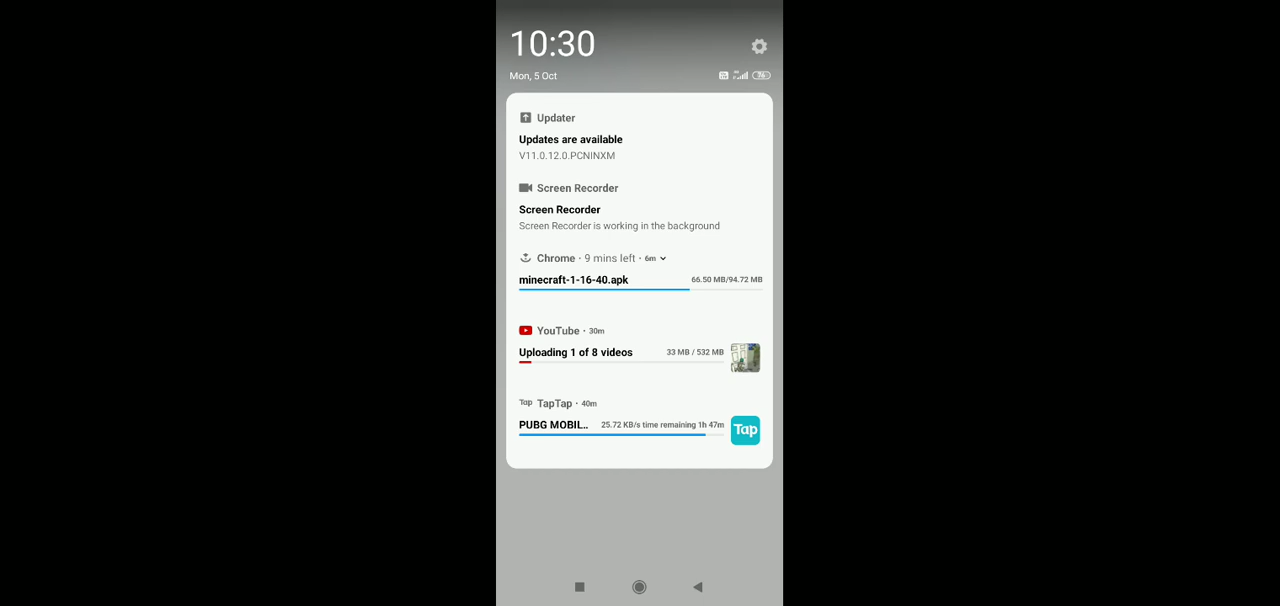 10:30
Mon, 5 Oct
76
Updater
Updates are available
V11.0.12.0.PCNINXM
Screen Recorder
Screen Recorder
Screen Recorder is working in the background
Chrome · 9 mins left · 6m
minecraft-1-16-40.apk 66.50 MB/94.72 MB
YouTube · 30m
Uploading 1 of 8 videos 33 MB / 532 MB
Tap TapTap · 40m
PUBG MOBIL.. 25.72 KB/s time remaining 1h 47m
Tap